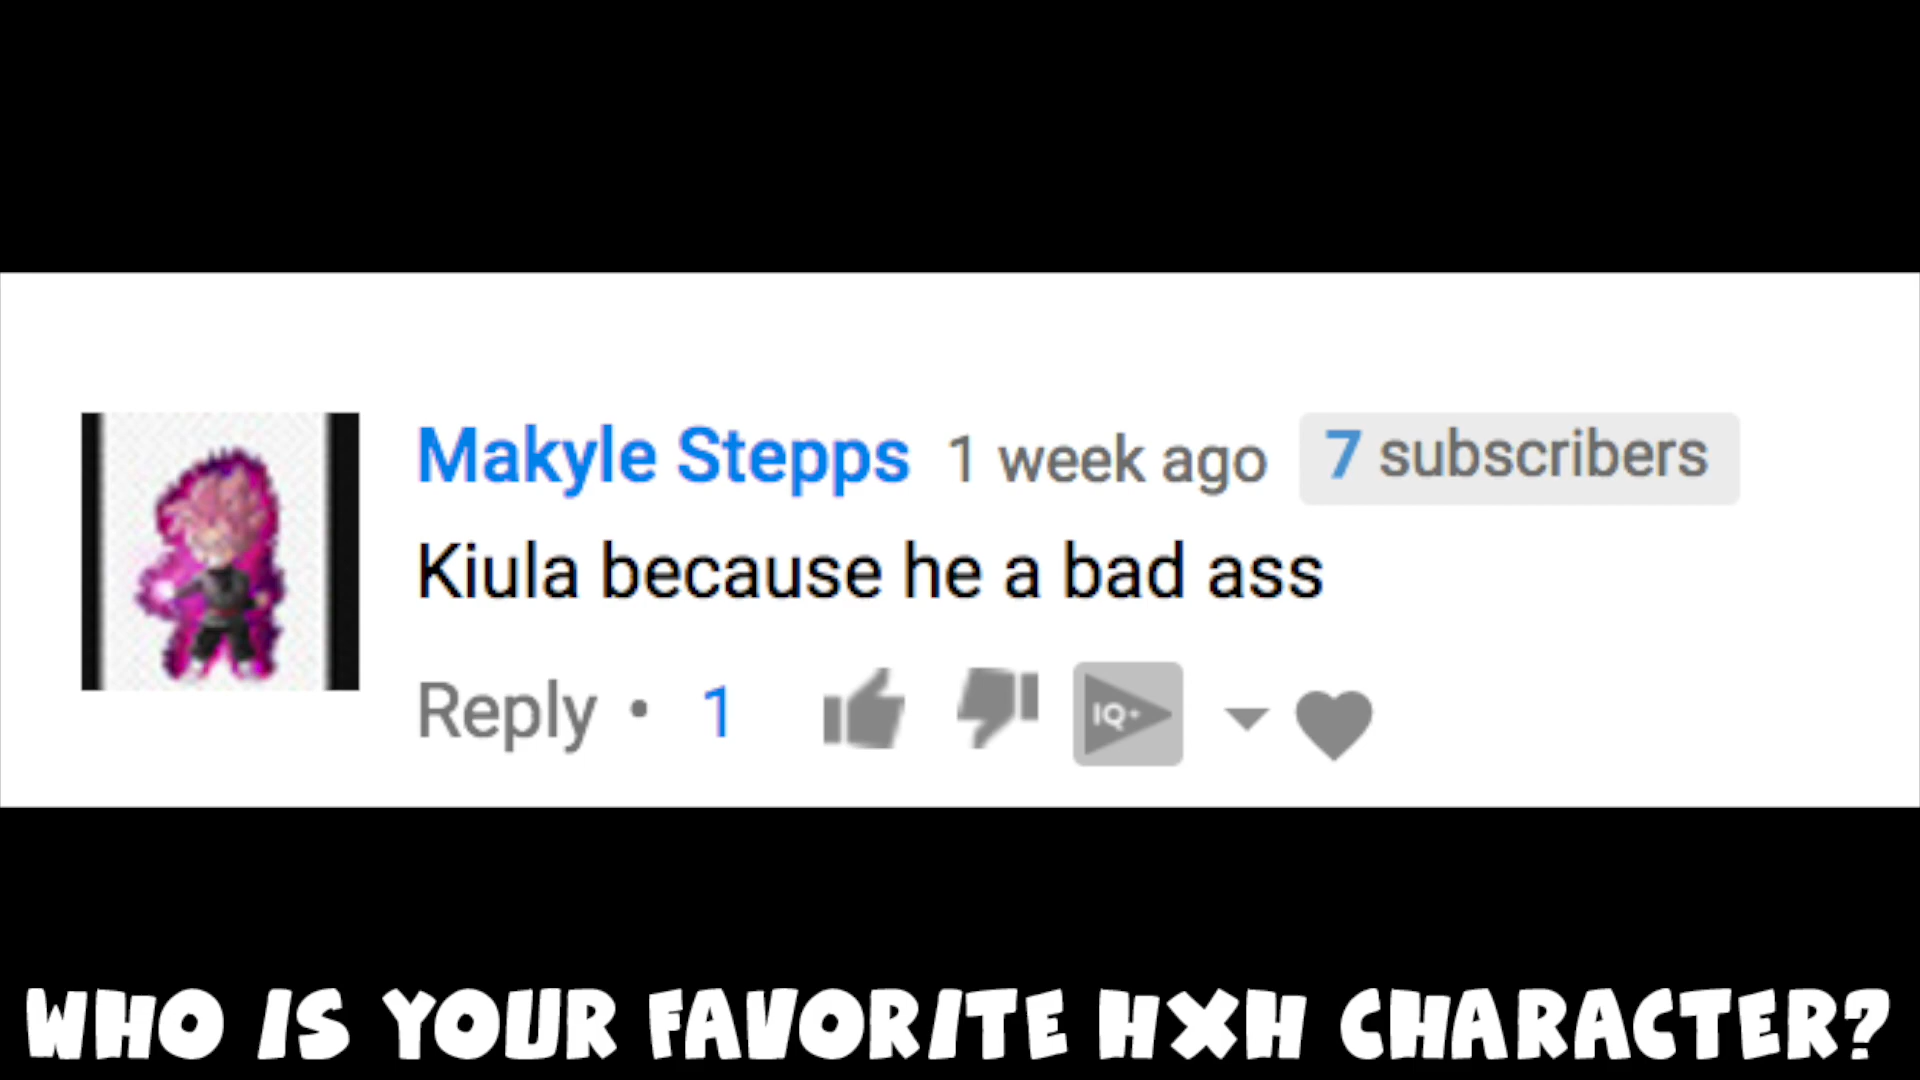 Makyle Stepps 1 week ago 7 subscribers
Kiula because he a bad ass
Reply • 1 IQ+
WHO IS YOUR FAVORITE HXH CHARACTER?